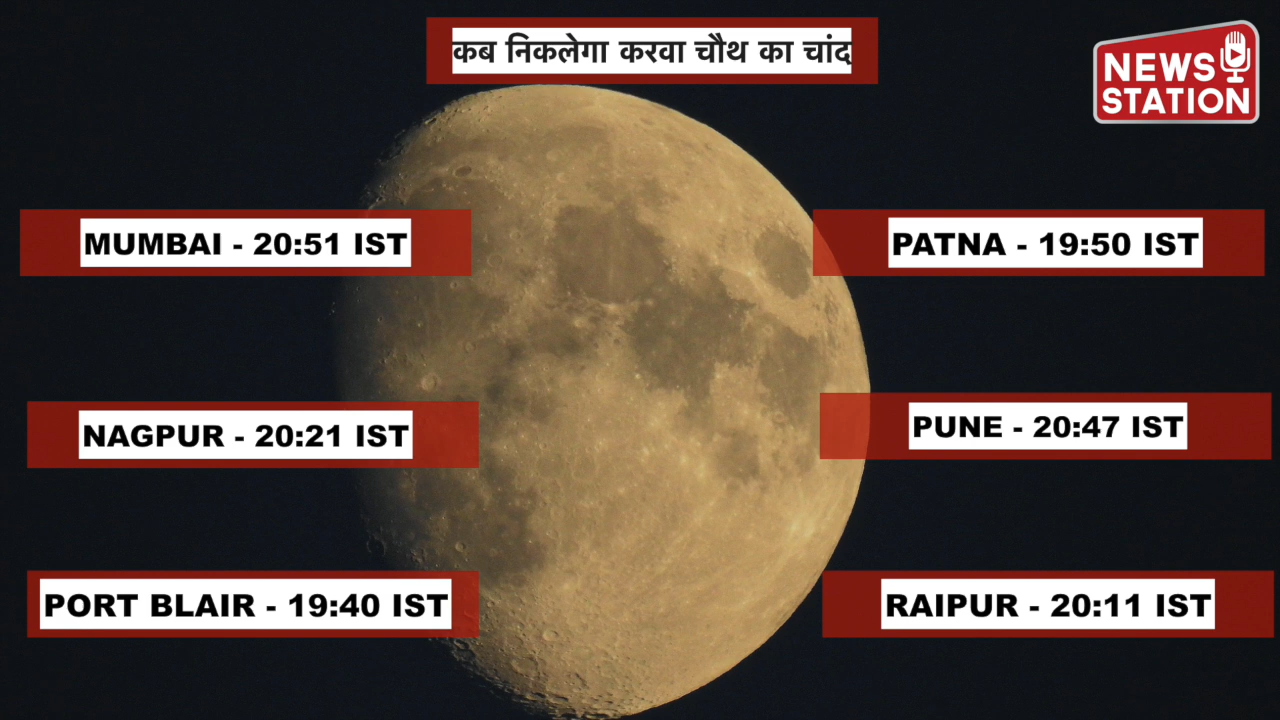 कब निकलेगा करवा चौथ का चांद
NEWS
STATION
MUMBAI - 20:51 IST
PATNA - 19:50 IST
NAGPUR - 20:21 IST
PUNE - 20:47 IST
PORT BLAIR - 19:40 IST
RAIPUR - 20:11 IST